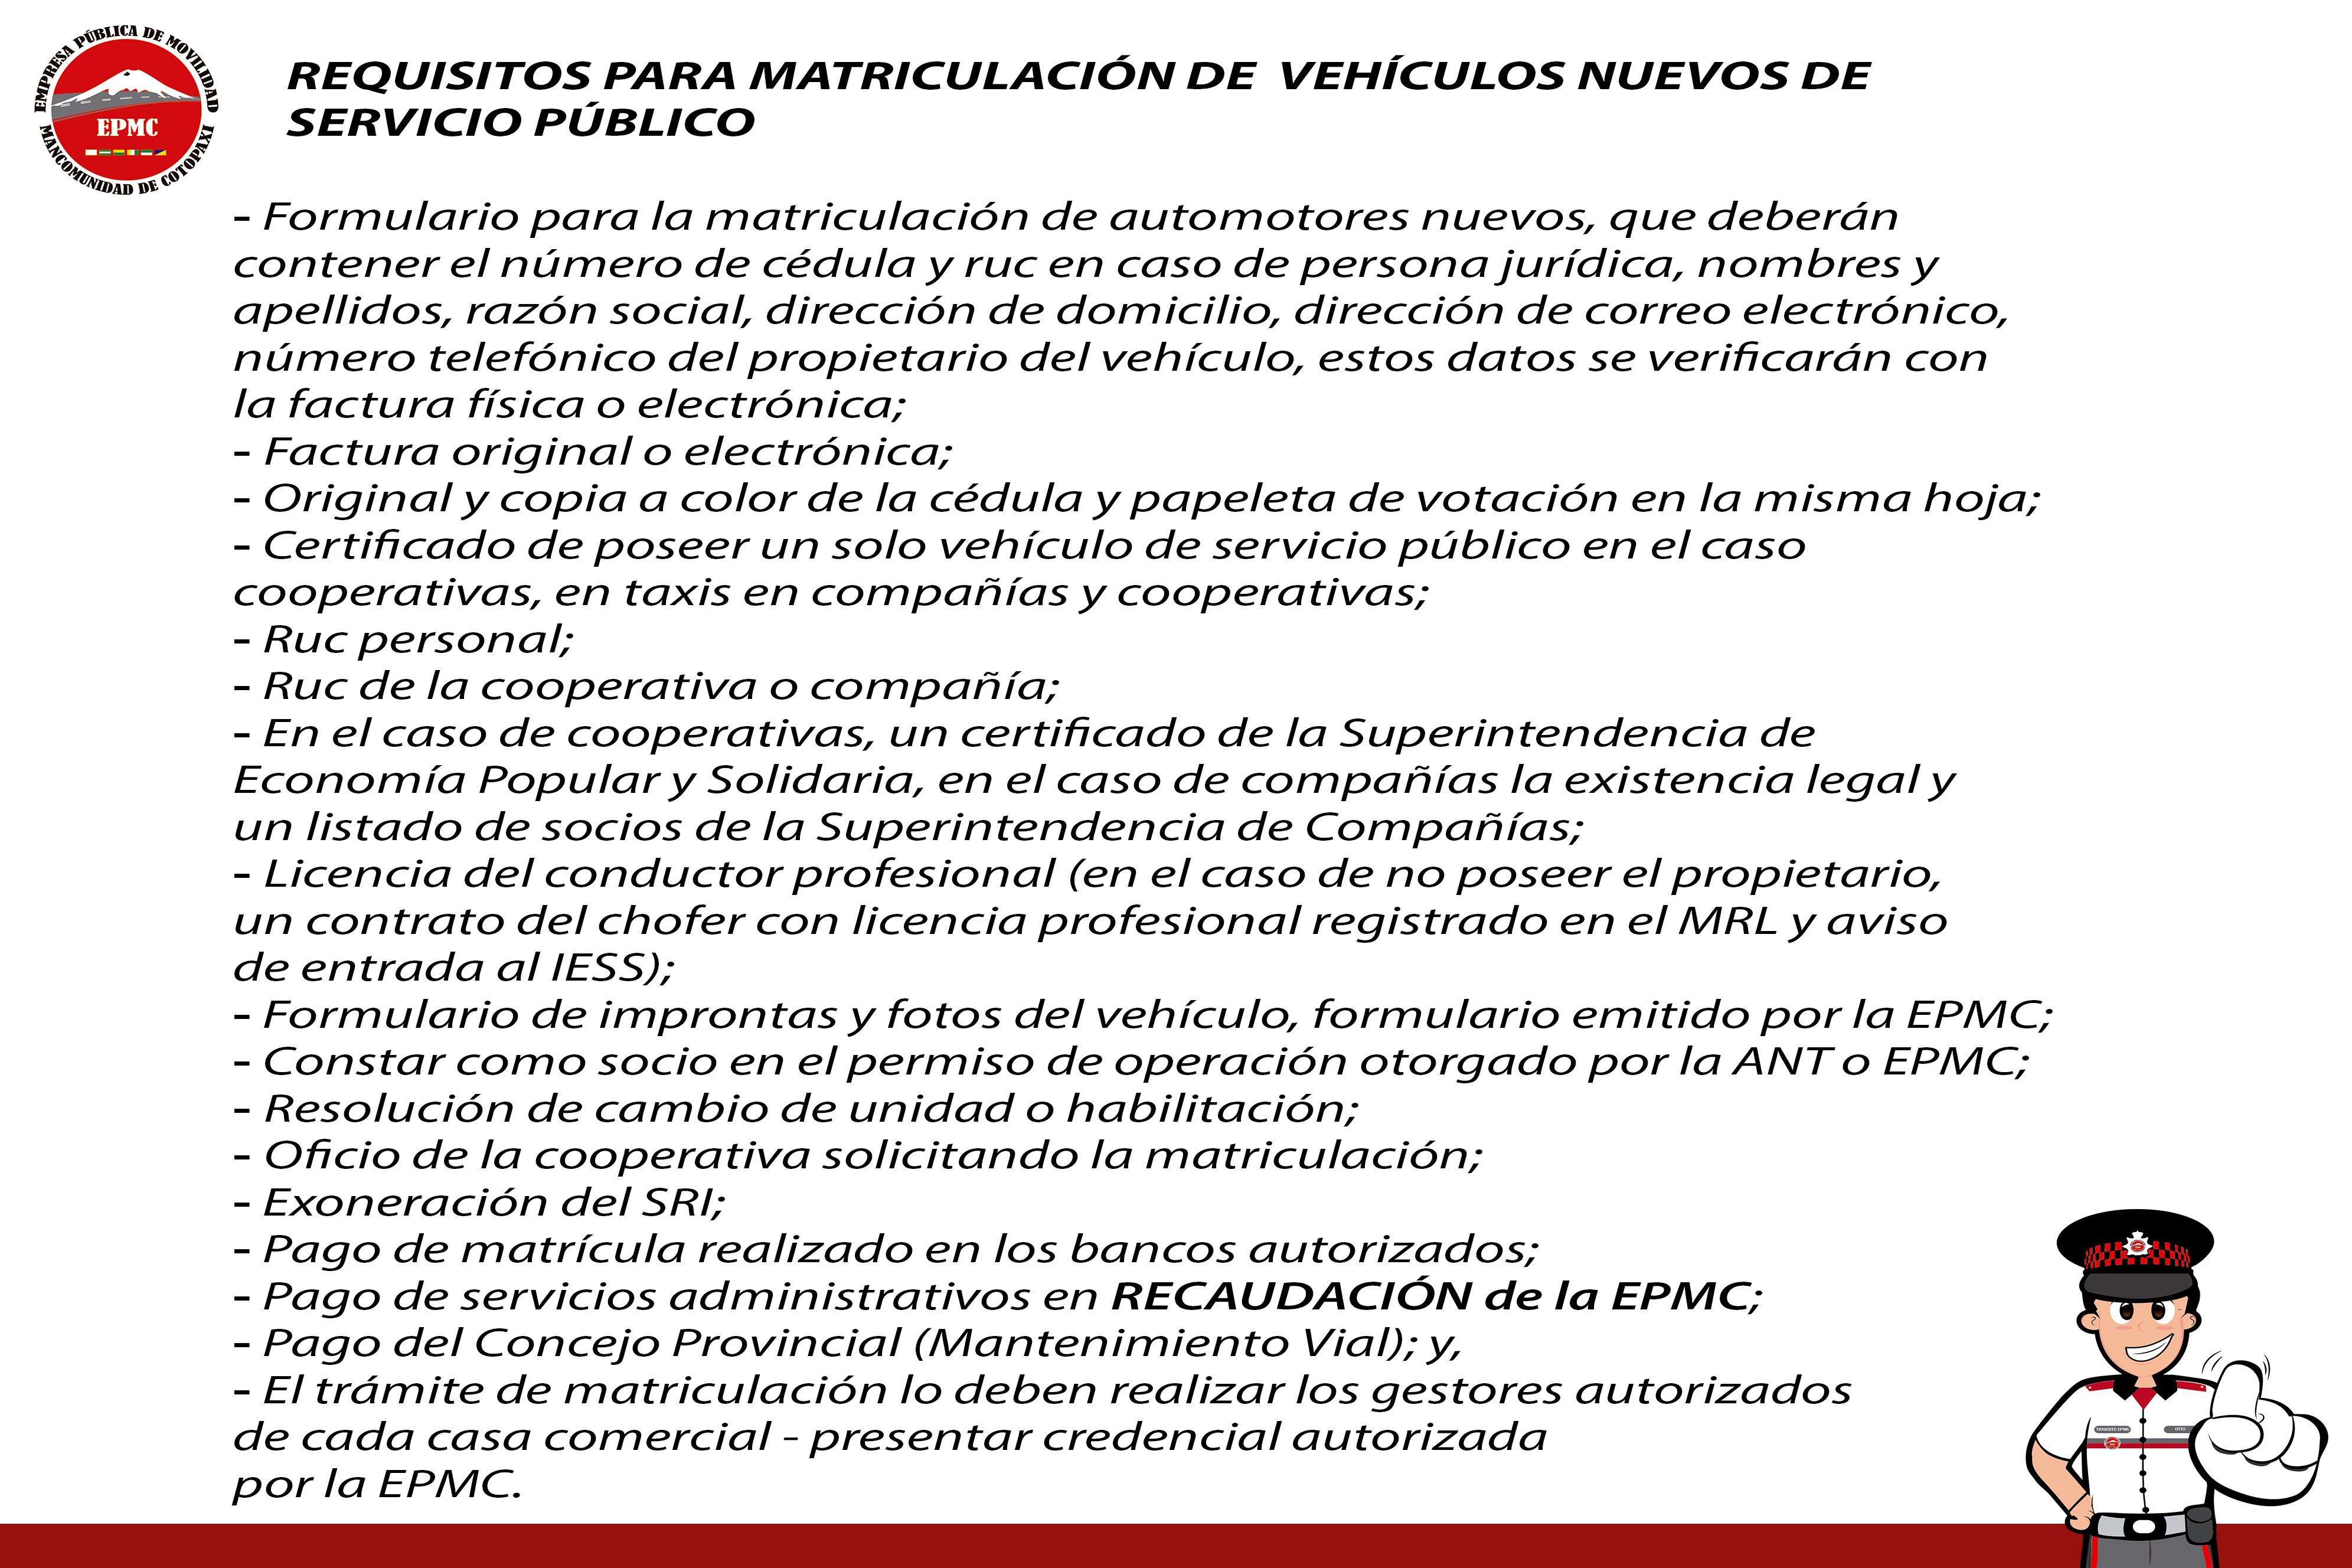 EMPRESA PÚBLICA DE MOVILIDAD
EPMC
MANCOMUNIDAD DE COTOPAXI
REQUISITOS PARA MATRICULACIÓN DE VEHÍCULOS NUEVOS DE
SERVICIO PÚBLICO
- Formulario para la matriculación de automotores nuevos, que deberán
contener el número de cédula y ruc en caso de persona jurídica, nombres y
apellidos, razón social, dirección de domicilio, dirección de correo electrónico,
número telefónico del propietario del vehículo, estos datos se verificarán con
la factura física o electrónica;
- Factura original o electrónica;
- Original y copia a color de la cédula y papeleta de votación en la misma hoja;
- Certificado de poseer un solo vehículo de servicio público en el caso
cooperativas, en taxis en compañías y cooperativas;
- Ruc personal;
- Ruc de la cooperativa o compañía;
- En el caso de cooperativas, un certificado de la Superintendencia de
Economía Popular y Solidaria, en el caso de compañías la existencia legal y
un listado de socios de la Superintendencia de Compañías;
- Licencia del conductor profesional (en el caso de no poseer el propietario,
un contrato del chofer con licencia profesional registrado en el MRL y aviso
de entrada al IESS);
- Formulario de improntas y fotos del vehículo, formulario emitido por la EPMC;
- Constar como socio en el permiso de operación otorgado por la ANT o EPMC;
- Resolución de cambio de unidad o habilitación;
- Oficio de la cooperativa solicitando la matriculación;
- Exoneración del SRI;
- Pago de matrícula realizado en los bancos autorizados;
- Pago de servicios administrativos en RECAUDACIÓN de la EPMC;
- Pago del Concejo Provincial (Mantenimiento Vial); y,
- El trámite de matriculación lo deben realizar los gestores autorizados
de cada casa comercial - presentar credencial autorizada
por la EPMC.
TRANSITO EPMC